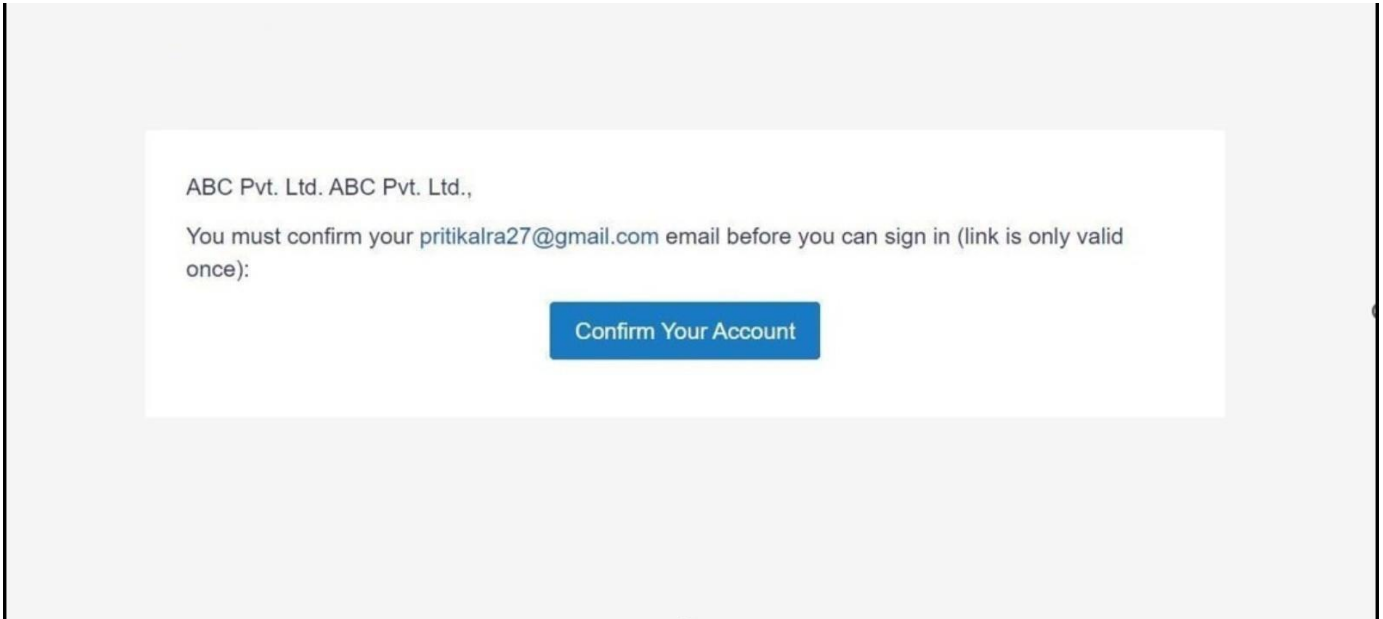 ABC Pvt. Ltd. ABC Pvt. Ltd.,
You must confirm your pritikalra27@gmail.com email before you can sign in (link is only valid
once):
Confirm Your Account